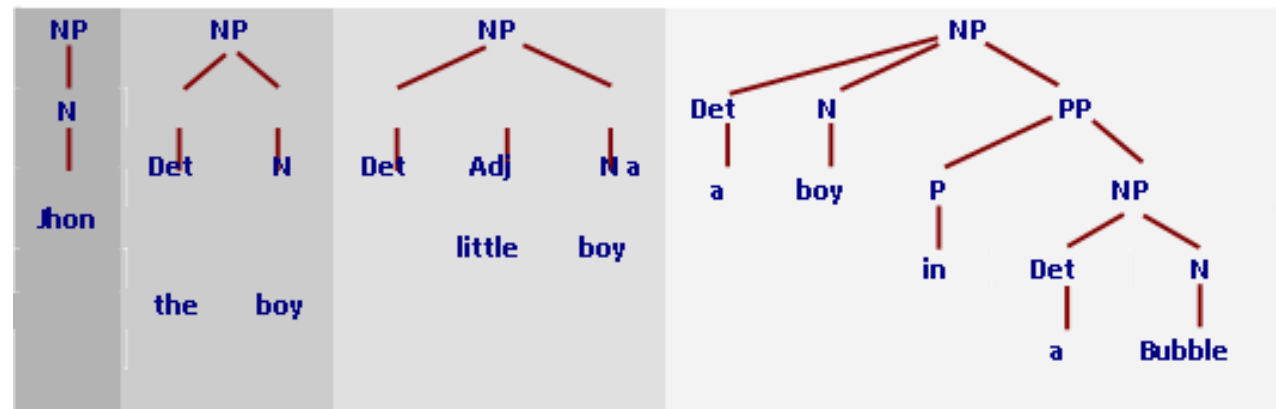 NP NP NP NP
N Det N PP
Det N Det Adj N a a boy P NP
Jhon little boy in Det N
the boy a Bubble